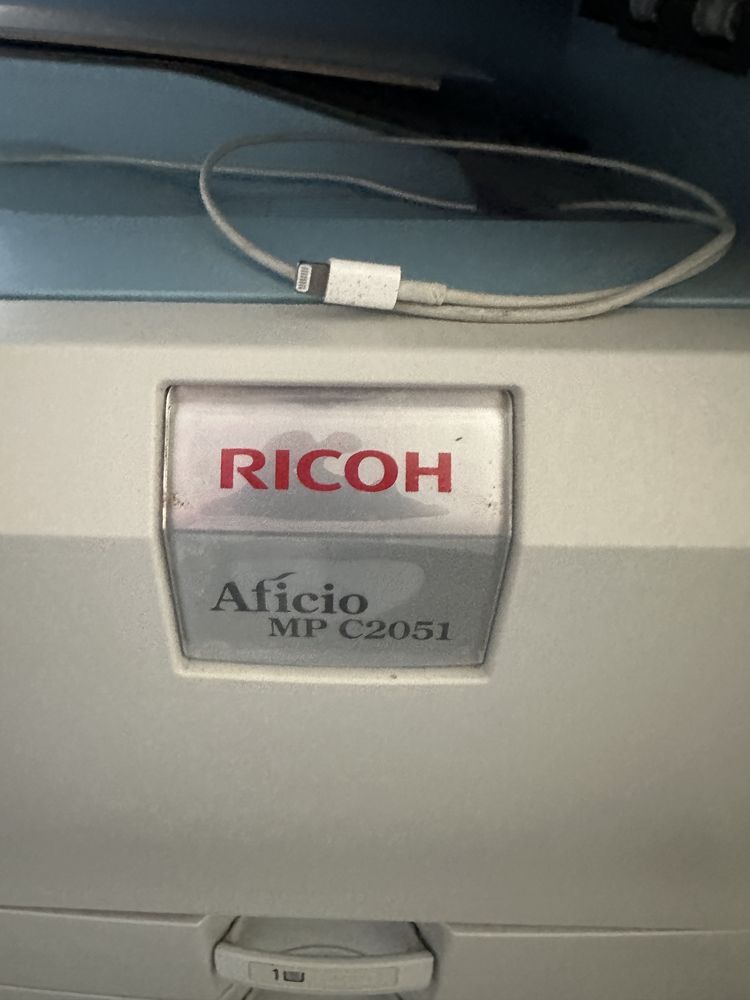 RICOH
Aficio
MP C2051
1